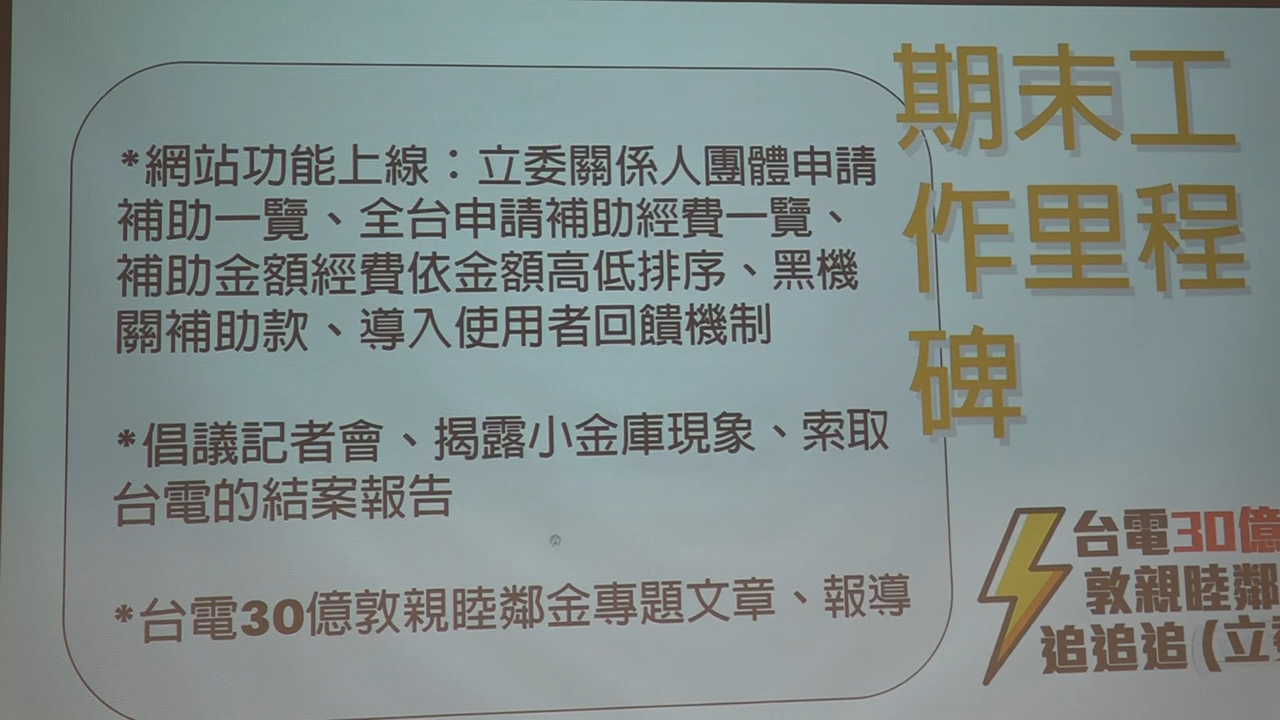 期末工
作里程
碑
*網站功能上線：立委關係人團體申請
補助一覽、全台申請補助經費一覽、
補助金額經費依金額高低排序、黑機
關補助款、導入使用者回饋機制
*倡議記者會、揭露小金庫現象、索取
台電的結案報告
*台電30億敦親睦鄰金專題文章、報導
台電30億
敦親睦鄰
追追追(立委